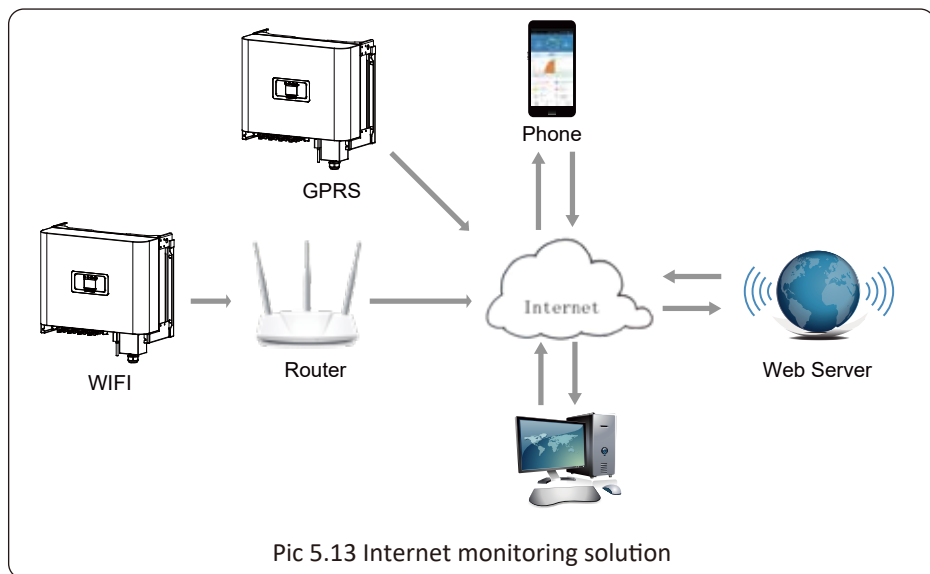 Phone
GPRS
Internet
WIFI
Router
Web Server
Pic 5.13 Internet monitoring solution